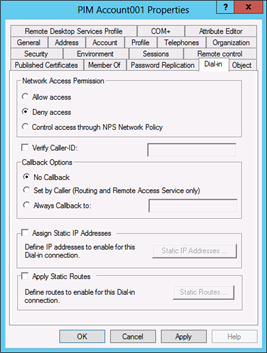 PIM Account001 Properties
?
x
Remote Desktop Services Profile
COM+
Attribute Editor
General
Address
Account
Profile
Telephones
Organization
Security
Environment
Sessions
Remote control
Published Certificates
Member Of
Password Replication
Dial-in
Object
Network Access Permission
Allow access
Deny access
Control access through NPS Network Policy
Verify Caller-ID:
Callback Options
No Callback
Set by Caller (Routing and Remote Access Service only)
Always Callback to:
Assign Static IP Addresses
Define IP addresses to enable for this
Dial-in connection.
Static IP Addresses ...
Apply Static Routes
Define routes to enable for this Dial-in
connection.
Static Routes ...
OK
Cancel
Apply
Help